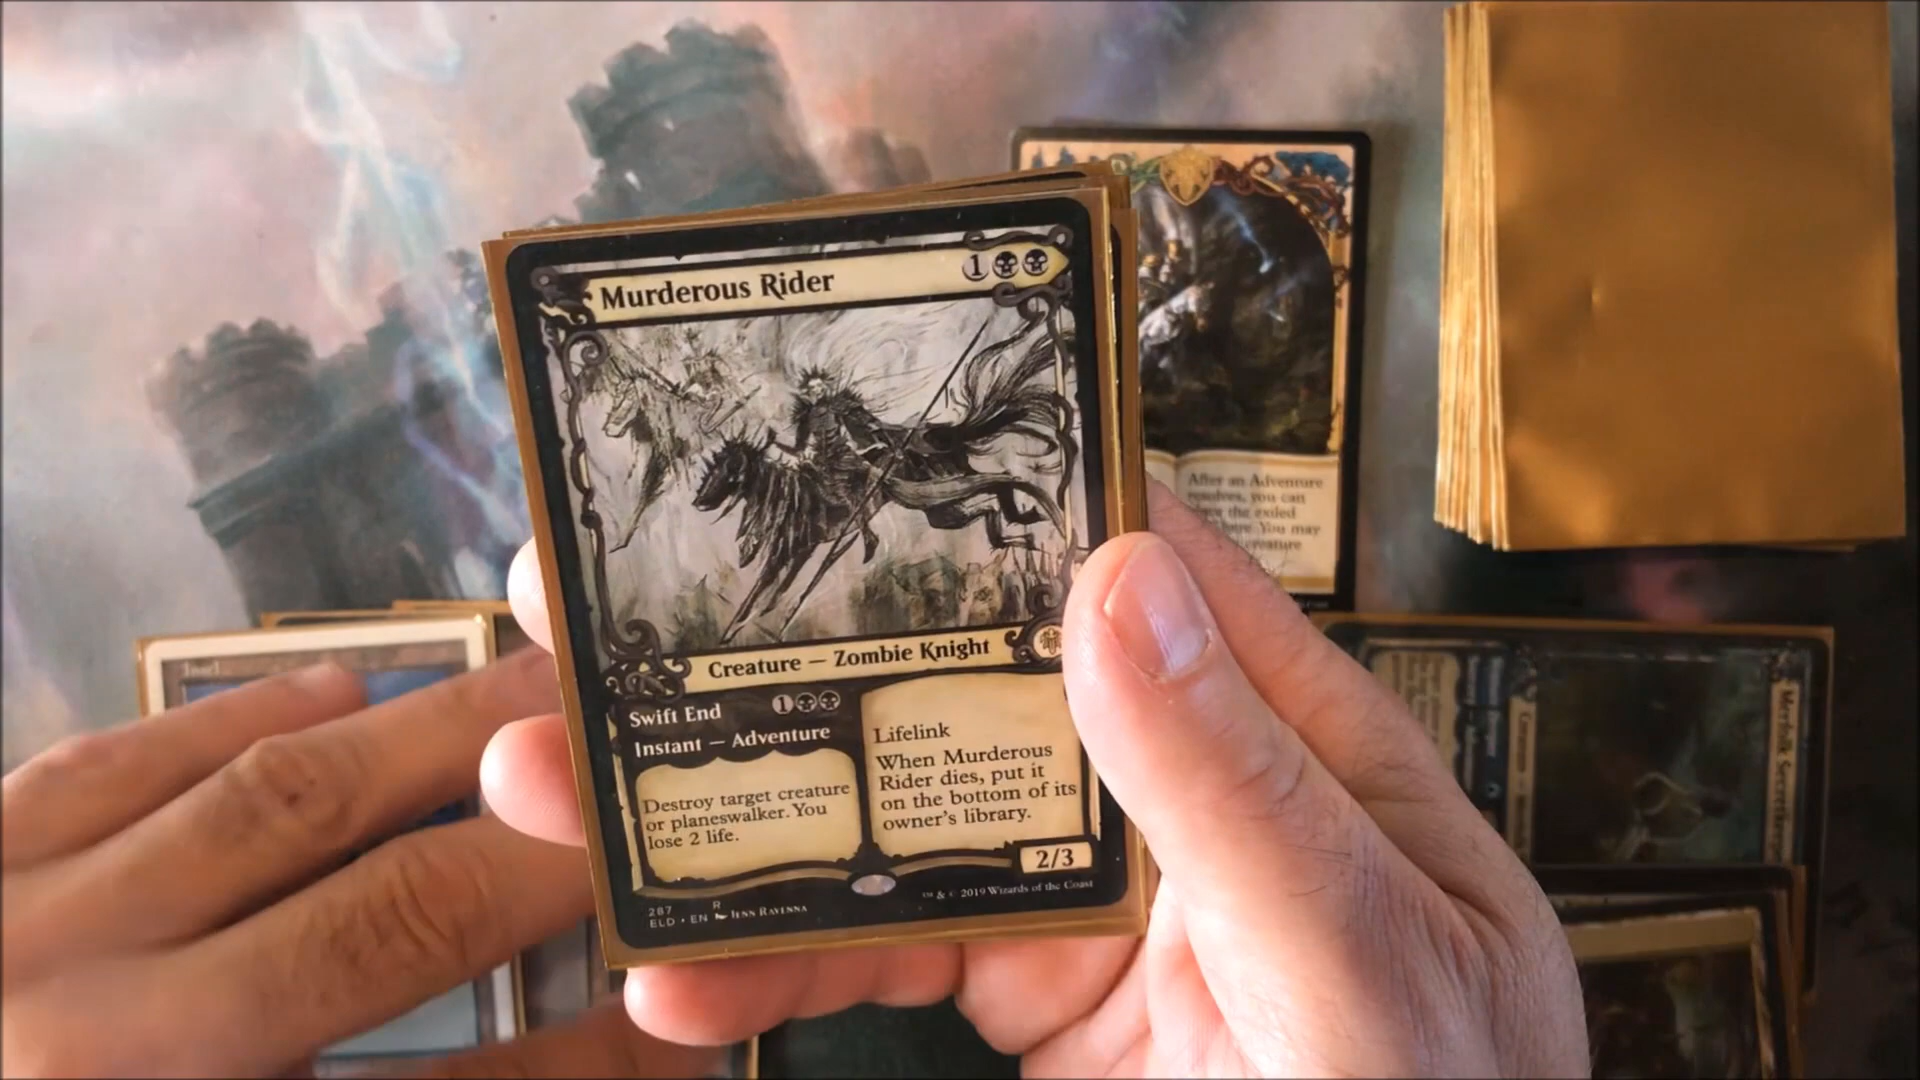 Murderous Rider
1
Creature — Zombie Knight
Swift End
1
Instant — Adventure
Destroy target creature
or planeswalker. You
lose 2 life.
Lifelink
When Murderous
Rider dies, put it
on the bottom of its
owner's library.
2/3
287 R
ELD • EN Jenn Ravenna
™ & © 2019 Wizards of the Coast
After an Adventure
resolves, you can
the exiled
You may
creature
Merfolk Secretkeeper
Creature —